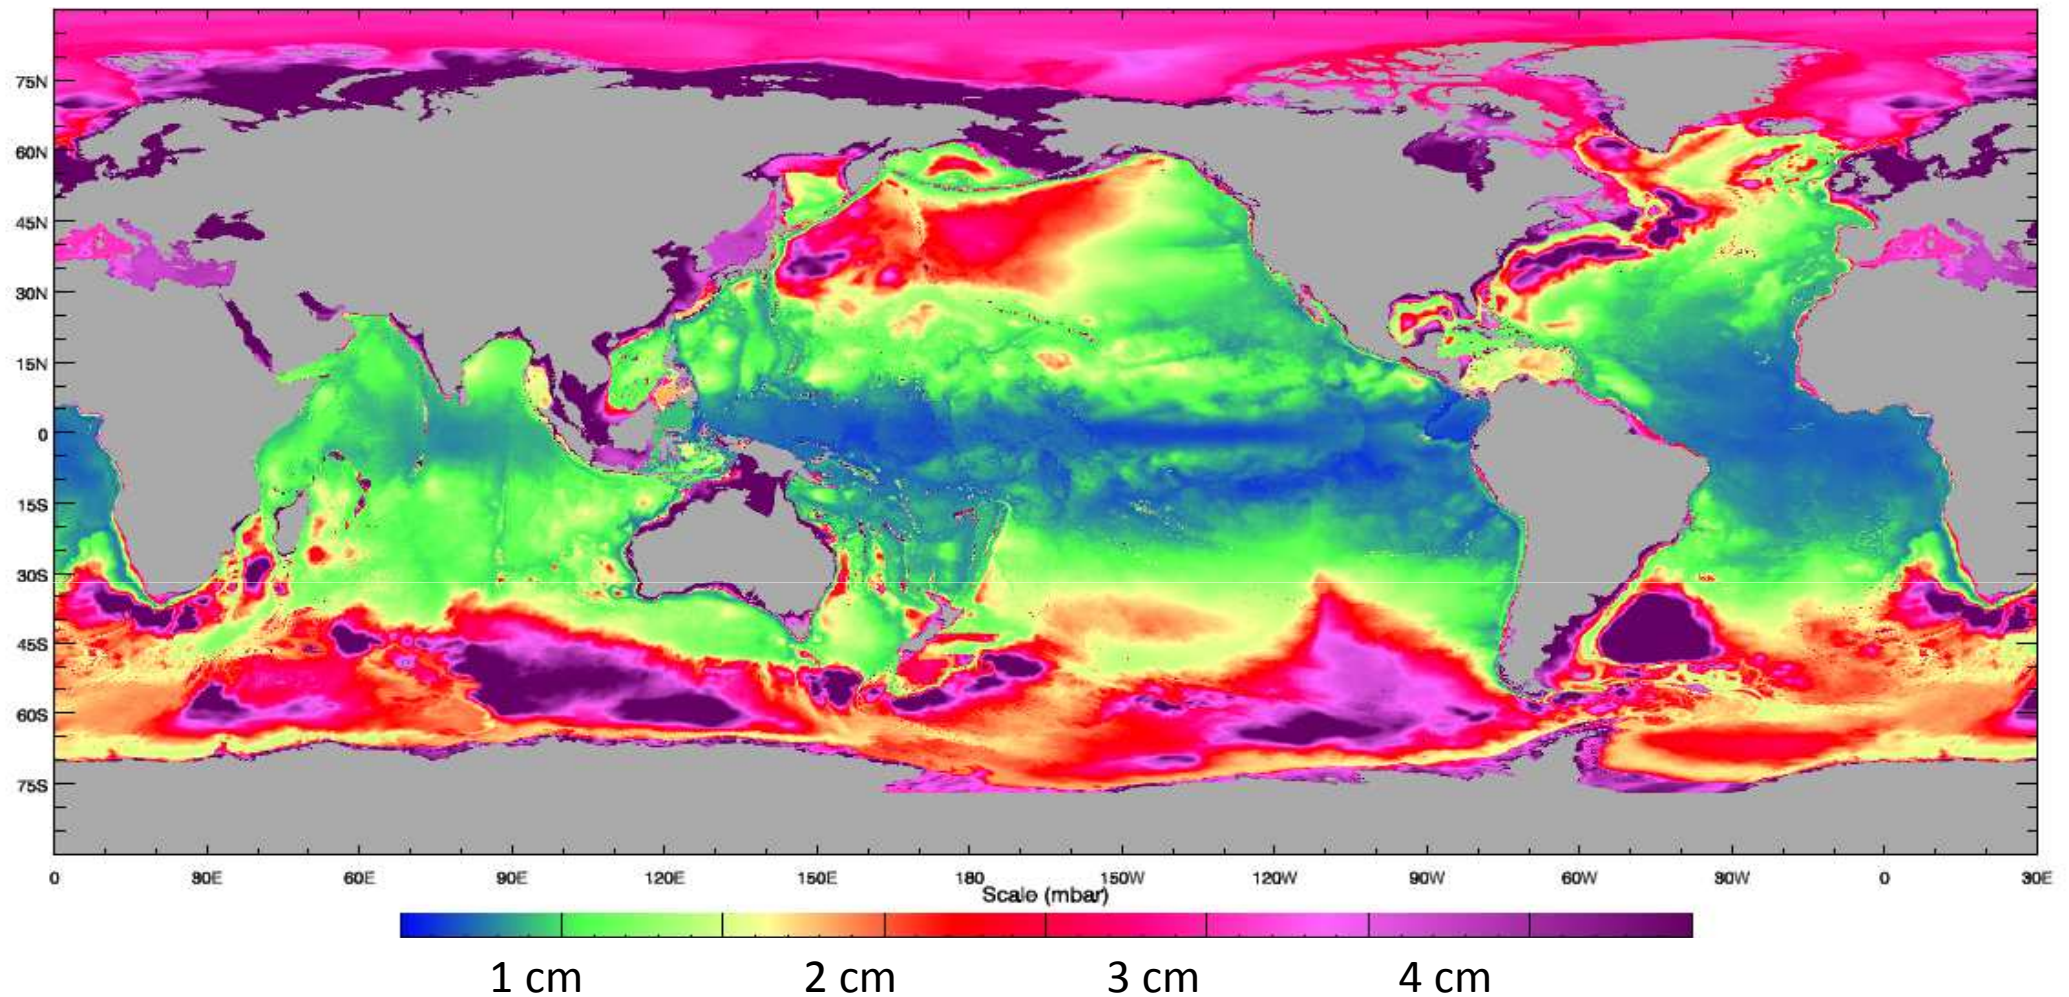 75N
60N
45N
30N
15N
0
15S
30S
45S
60S
75S
0 30E 60E 90E 120E 150E 180 150W 120W 90W 60W 30W 0 30E
Scale (mbar)
1 cm 2 cm 3 cm 4 cm